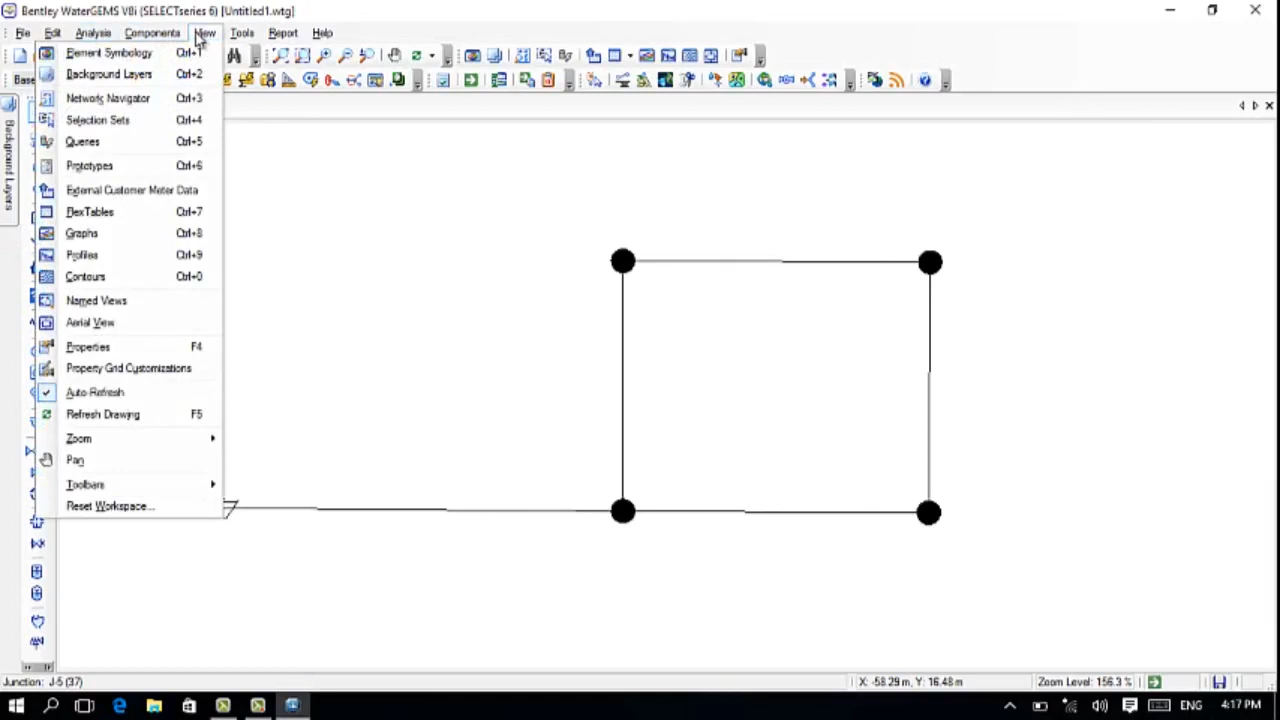 Bentley WaterGEMS V8i (SELECTseries 6) [Untitled1.wtg]
File Edit Analysis Components View Tools Report Help
Element Symbology Ctrl+1
Base
Background Layers Ctrl+2
Network Navigator Ctrl+3
Selection Sets Ctrl+4
Queries Ctrl+5
Prototypes Ctrl+6
External Customer Meter Data
FlexTables Ctrl+7
Graphs Ctrl+8
Profiles Ctrl+9
Contours Ctrl+0
Named Views
Aerial View
Properties F4
Property Grid Customizations
Auto-Refresh
Refresh Drawing F5
Zoom
Pan
Toolbars
Reset Workspace...
Background Layers
Junction: J-5 (37)
X: -58.29 m, Y: 16.48 m
Zoom Level: 156.3 %
ENG 4:17 PM